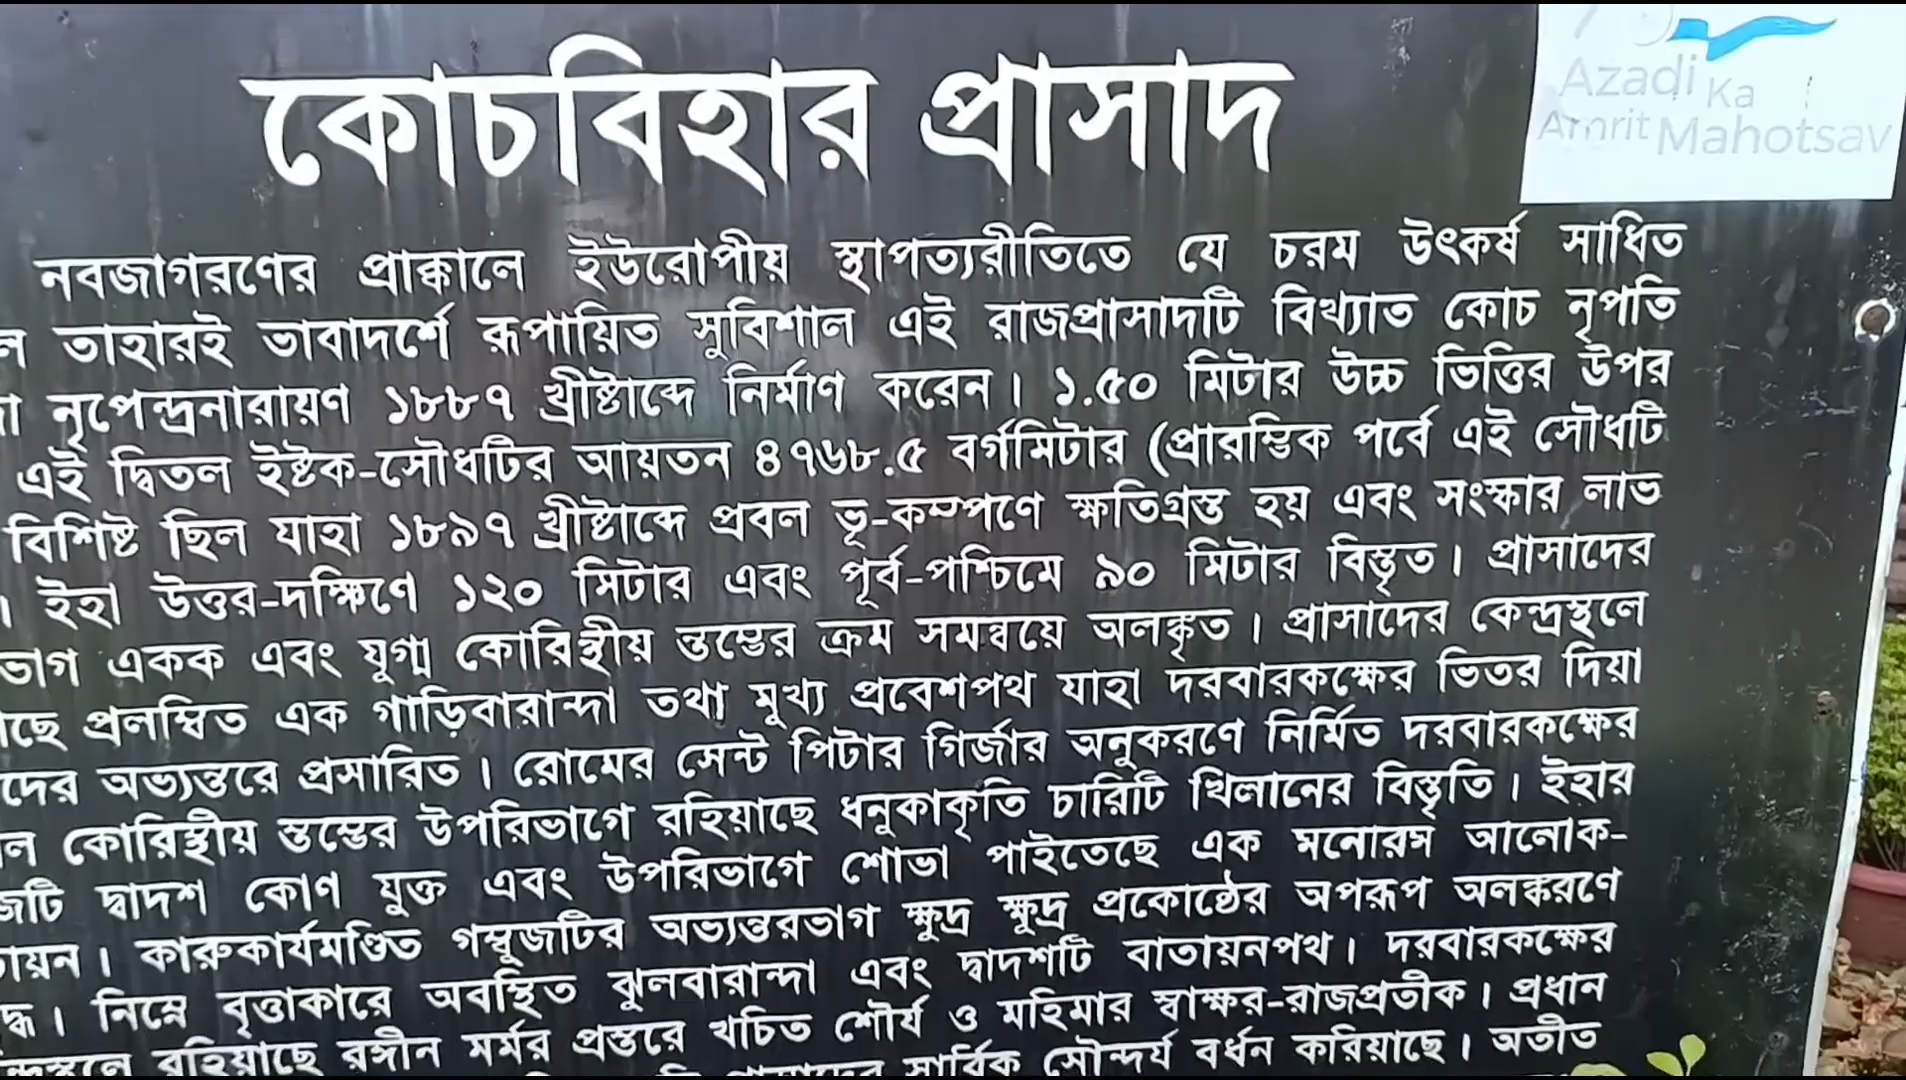 কোচবিহার প্রাসাদ
Azadi Ka
Amrit Mahotsav
নবজাগরণের প্রাক্কালে ইউরোপীয় স্থাপত্যরীতিতে যে চরম উৎকর্ষ সাধিত
তাহারই ভাবাদর্শে রূপায়িত সুবিশাল এই রাজপ্রাসাদটি বিখ্যাত কোচ নৃপতি
নৃপেন্দ্রনারায়ণ ১৮৮৭ খ্রীষ্টাব্দে নির্মাণ করেন। ১.৫০ মিটার উচ্চ ভিত্তির উপর
এই দ্বিতল ইষ্টক-সৌধটির আয়তন ৪৭৬৮.৫ বর্গমিটার (প্রারম্ভিক পর্বে এই সৌধটি
বিশিষ্ট ছিল যাহা ১৮৯৭ খ্রীষ্টাব্দে প্রবল ভূ-কম্পণে ক্ষতিগ্রস্ত হয় এবং সংস্কার লাভ
। ইহা উত্তর-দক্ষিণে ১২০ মিটার এবং পূর্ব-পশ্চিমে ৯০ মিটার বিস্তৃত। প্রাসাদের
ভাগ একক এবং যুগ্ম কোরিন্থীয় স্তম্ভের ক্রম সমন্বয়ে অলঙ্কৃত। প্রাসাদের কেন্দ্রস্থলে
প্রলম্বিত এক গাড়িবারান্দা তথা মুখ্য প্রবেশপথ যাহা দরবারকক্ষের ভিতর দিয়া
দের অভ্যন্তরে প্রসারিত। রোমের সেন্ট পিটার গির্জার অনুকরণে নির্মিত দরবারকক্ষের
কোরিন্থীয় স্তম্ভের উপরিভাগে রহিয়াছে ধনুকাকৃতি চারিটি খিলানের বিস্তৃতি। ইহার
জটি দ্বাদশ কোণ যুক্ত এবং উপরিভাগে শোভা পাইতেছে এক মনোরম আলোক-
য়ন। কারুকার্যমণ্ডিত গম্বুজটির অভ্যন্তরভাগ ক্ষুদ্র ক্ষুদ্র প্রকোষ্ঠের অপরূপ অলঙ্করণে
দ্ধ। নিম্নে বৃত্তাকারে অবস্থিত ঝুলবারান্দা এবং দ্বাদশটি বাতায়নপথ। দরবারকক্ষের
রহিয়াছে রঙ্গীন মর্মর প্রস্তরে খচিত শৌর্য ও মহিমার স্বাক্ষর-রাজপ্রতীক। প্রধান
সার্বিক সৌন্দর্য বর্ধন করিয়াছে। অতীত